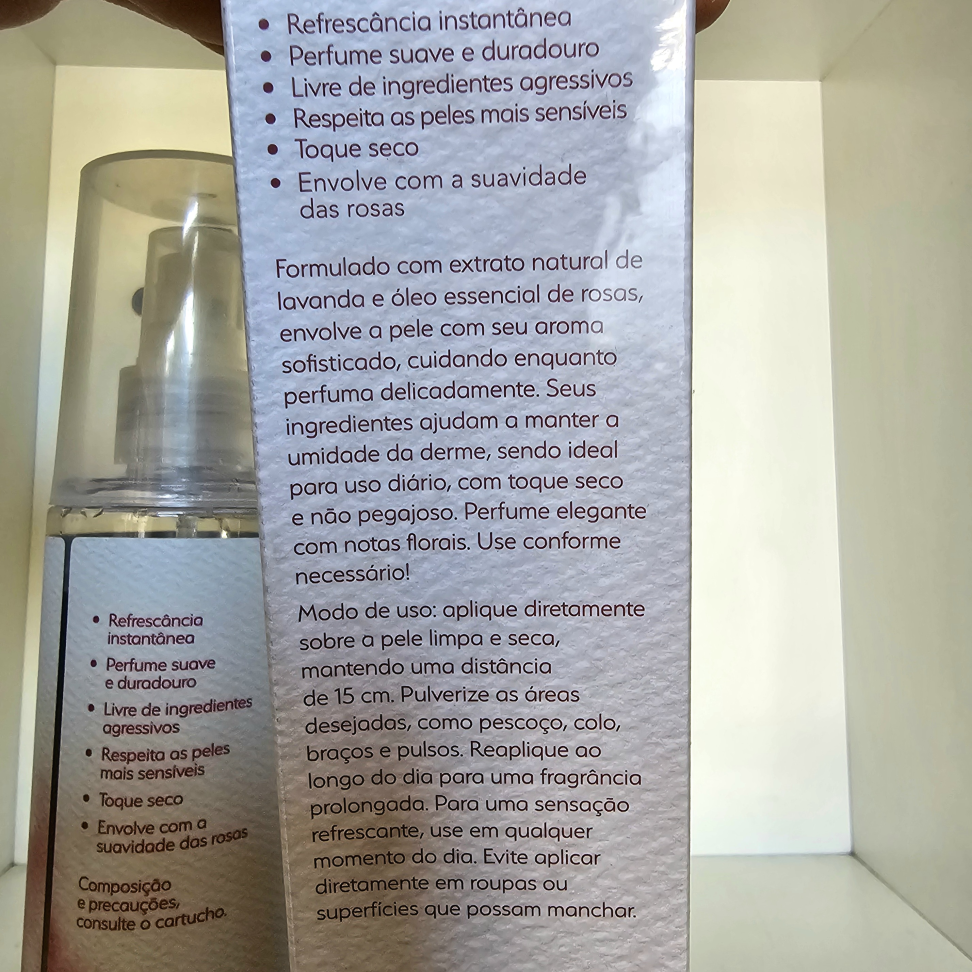 • Refrescância instantânea
• Perfume suave e duradouro
• Livre de ingredientes agressivos
• Respeita as peles mais sensíveis
• Toque seco
• Envolve com a suavidade
das rosas
Formulado com extrato natural de
lavanda e óleo essencial de rosas,
envolve a pele com seu aroma
sofisticado, cuidando enquanto
perfuma delicadamente. Seus
ingredientes ajudam a manter a
umidade da derme, sendo ideal
para uso diário, com toque seco
e não pegajoso. Perfume elegante
com notas florais. Use conforme
necessário!
Modo de uso: aplique diretamente
sobre a pele limpa e seca,
mantendo uma distância
de 15 cm. Pulverize as áreas
desejadas, como pescoço, colo,
braços e pulsos. Reaplique ao
longo do dia para uma fragrância
prolongada. Para uma sensação
refrescante, use em qualquer
momento do dia. Evite aplicar
diretamente em roupas ou
superfícies que possam manchar.
• Refrescância
instantânea
• Perfume suave
e duradouro
• Livre de ingredientes
agressivos
• Respeita as peles
mais sensíveis
• Toque seco
• Envolve com a
suavidade das rosas
Composição
e precauções,
consulte o cartucho.